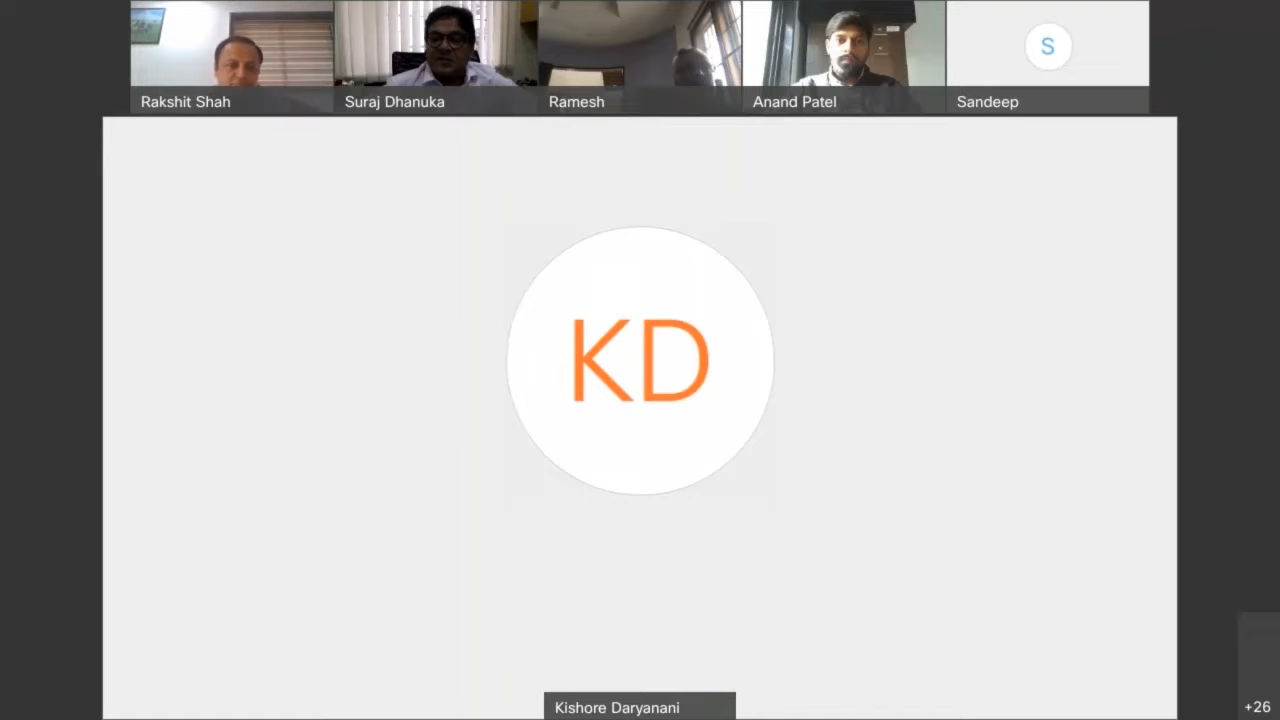 Rakshit Shah
Suraj Dhanuka
Ramesh
Anand Patel
S
Sandeep
KD
Kishore Daryanani
+26